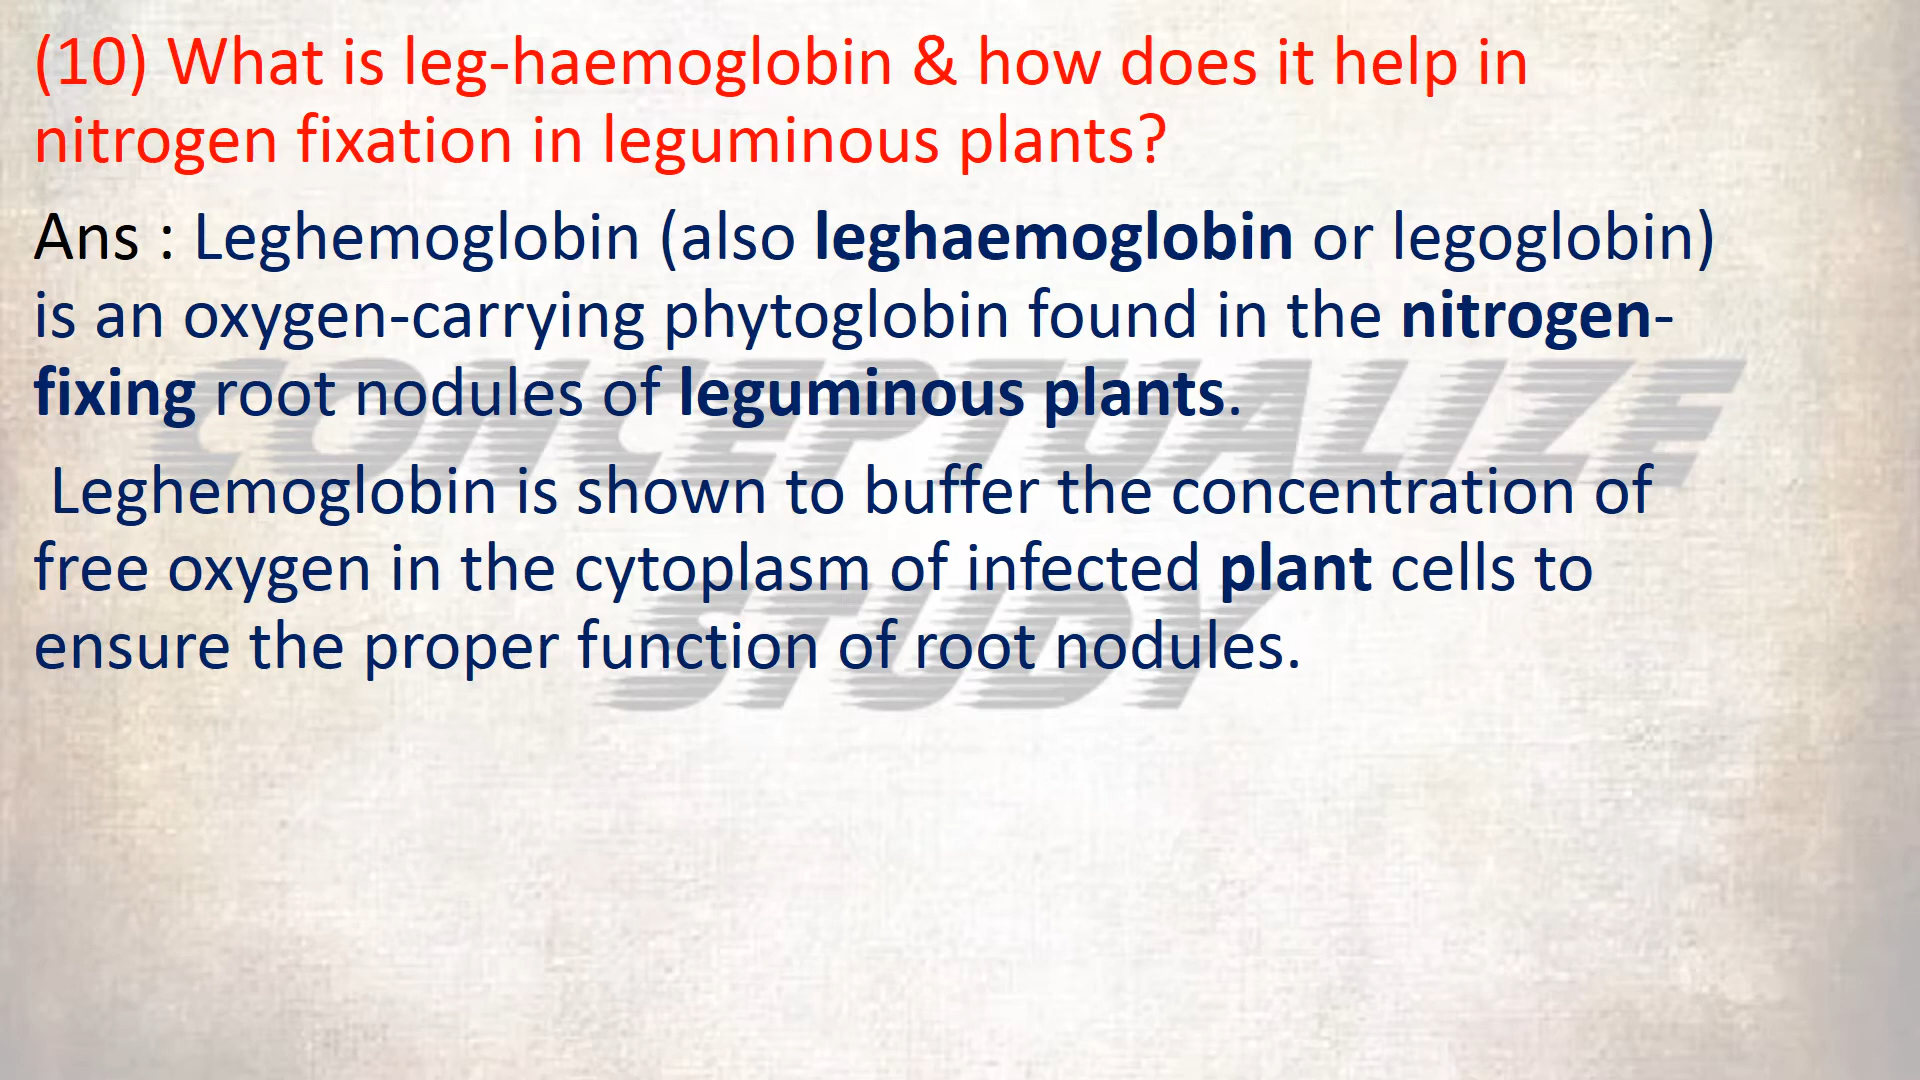 (10) What is leg-haemoglobin & how does it help in
nitrogen fixation in leguminous plants?
Ans : Leghemoglobin (also leghaemoglobin or legoglobin)
is an oxygen-carrying phytoglobin found in the nitrogen-
fixing root nodules of leguminous plants.
CONCEPTUALIZE
Leghemoglobin is shown to buffer the concentration of
free oxygen in the cytoplasm of infected plant cells to
STUDY
ensure the proper function of root nodules.